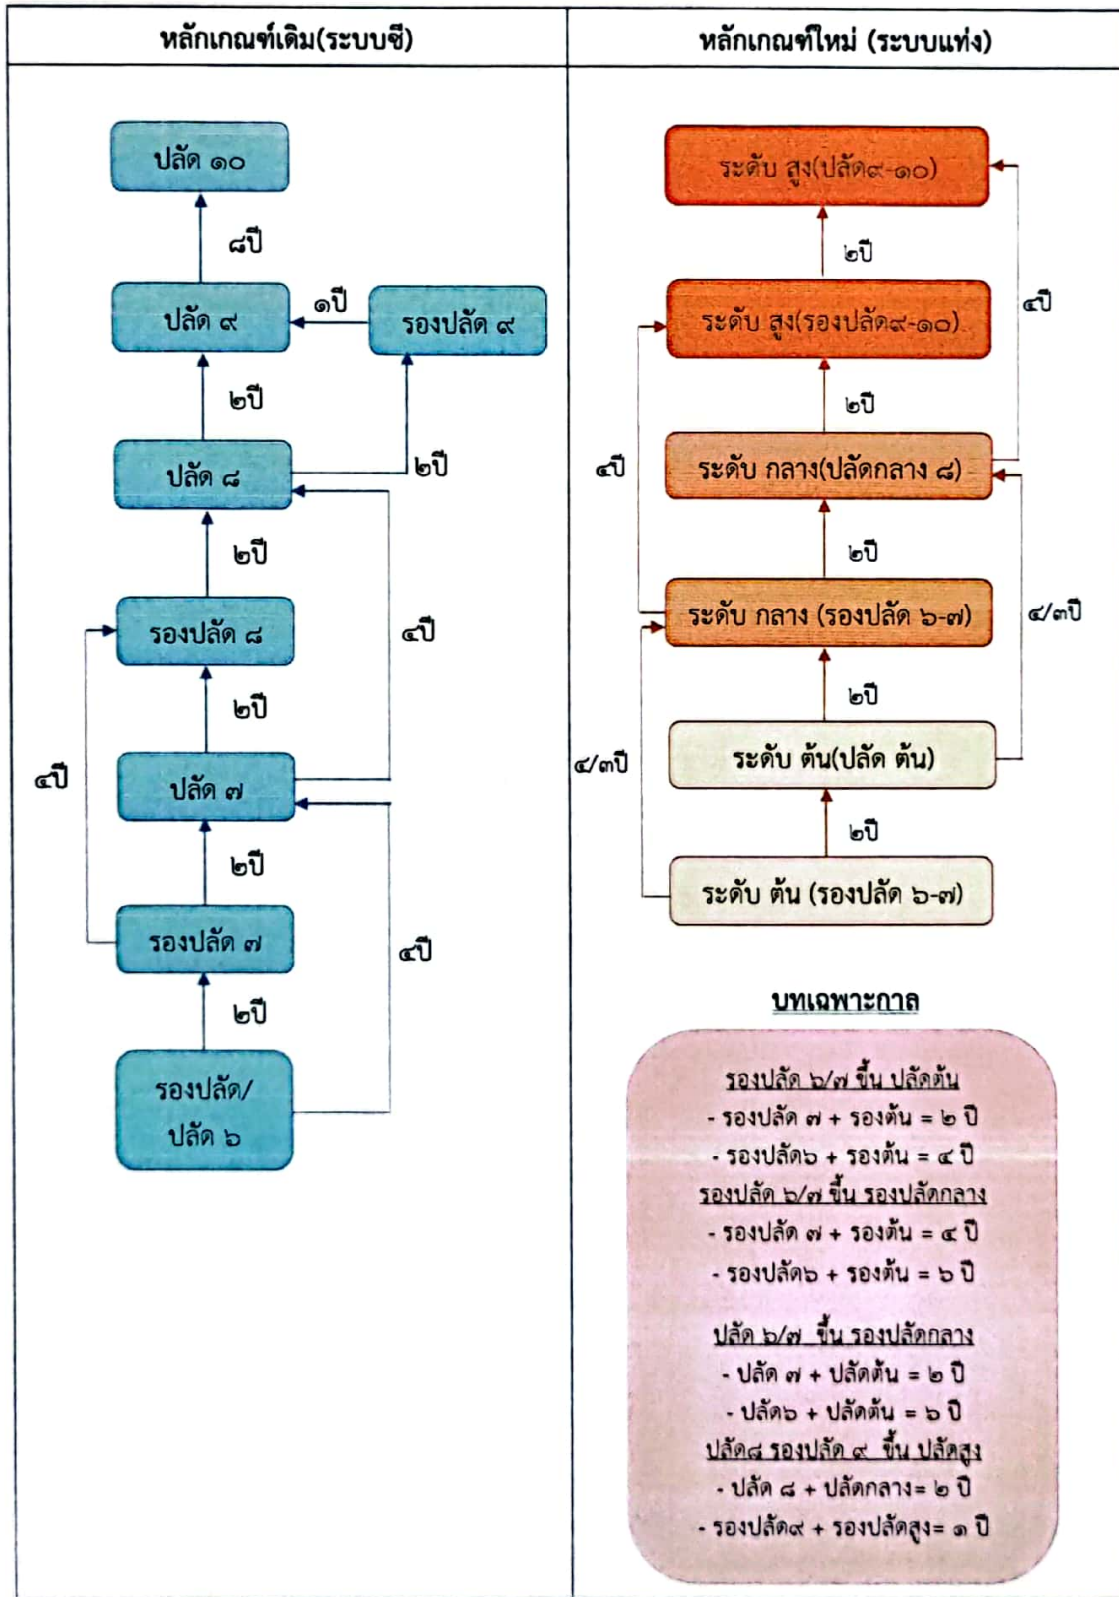 หลักเกณฑ์เดิม(ระบบซี)
ปลัด ๑๐
๘ปี
ปลัด ๙
๑ปี
รองปลัด ๙
๒ปี
ปลัด ๘
๒ปี
๒ปี
รองปลัด ๘
๔ปี
๒ปี
๔ปี
ปลัด ๗
๒ปี
รองปลัด ๗
๔ปี
๒ปี
รองปลัด/
ปลัด ๖
หลักเกณฑ์ใหม่ (ระบบแท่ง)
ระดับ สูง(ปลัด๙-๑๐)
๒ปี
๔ปี
ระดับ สูง(รองปลัด๙-๑๐)
๒ปี
๔ปี
ระดับ กลาง(ปลัดกลาง ๘)
๒ปี
ระดับ กลาง (รองปลัด ๖-๗)
๔/๓ปี
๒ปี
ระดับ ต้น(ปลัด ต้น)
๔/๓ปี
๒ปี
ระดับ ต้น (รองปลัด ๖-๗)
บทเฉพาะกาล
รองปลัด ๖/๗ ขึ้น ปลัดต้น
- รองปลัด ๗ + รองต้น = ๒ ปี
- รองปลัด๖ + รองต้น = ๔ ปี
รองปลัด ๖/๗ ขึ้น รองปลัดกลาง
- รองปลัด ๗ + รองต้น = ๔ ปี
- รองปลัด๖ + รองต้น = ๖ ปี
ปลัด ๖/๗ ขึ้น รองปลัดกลาง
- ปลัด ๗ + ปลัดต้น = ๒ ปี
- ปลัด๖ + ปลัดต้น = ๖ ปี
ปลัด๘ รองปลัด ๙ ขึ้น ปลัดสูง
- ปลัด ๘ + ปลัดกลาง= ๒ ปี
- รองปลัด๙ + รองปลัดสูง= ๑ ปี